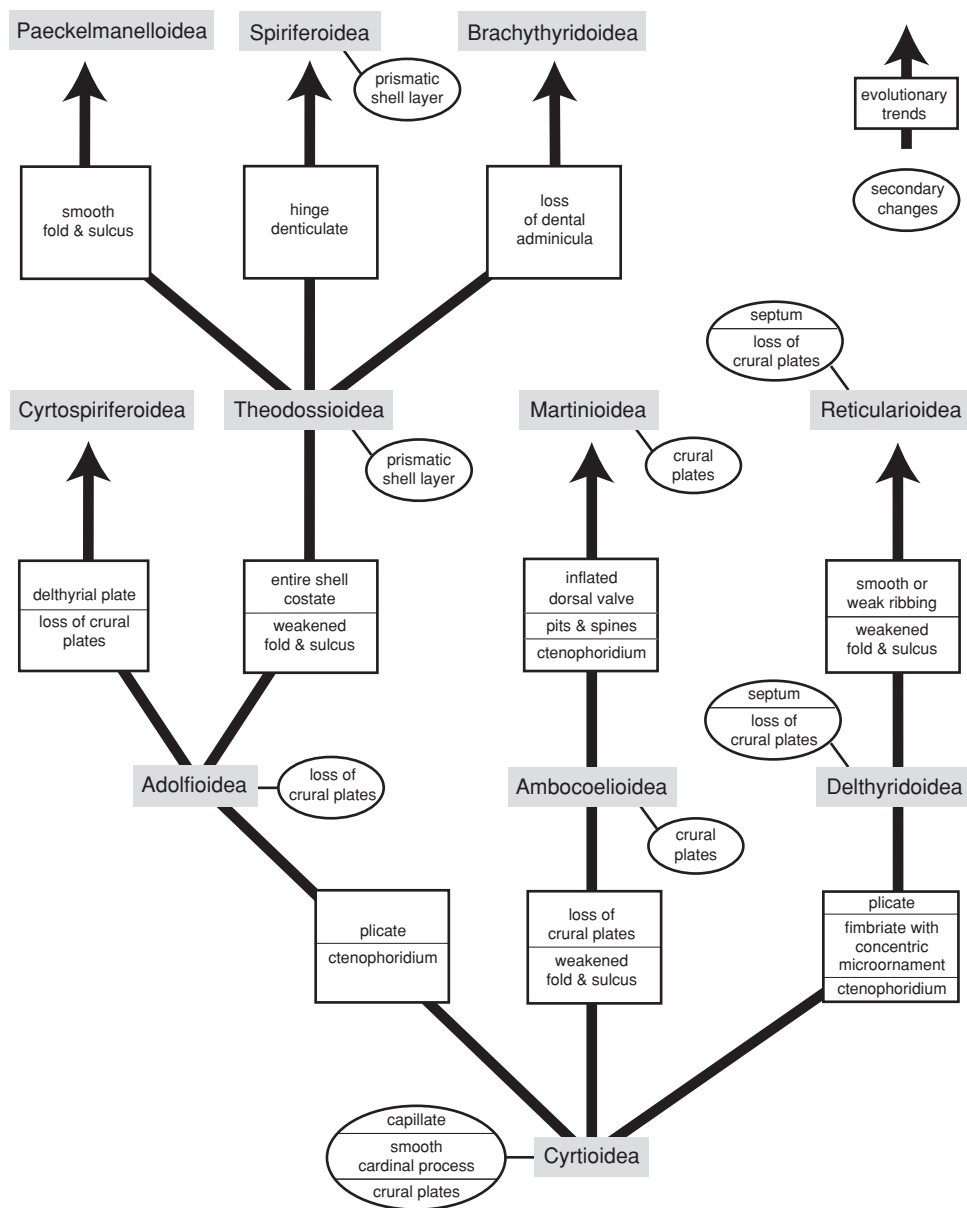 Paeckelmanelloidea
Spiriferoidea
Brachythyridoidea
prismatic
shell layer
evolutionary
trends
secondary
changes
smooth
fold & sulcus
hinge
denticulate
loss
of dental
adminicula
septum
loss of
crural plates
Cyrtospiriferoidea
Theodossioidea
Martinioidea
Reticularioidea
prismatic
shell layer
crural
plates
delthyrial plate
loss of crural
plates
entire shell
costate
weakened
fold & sulcus
inflated
dorsal valve
pits & spines
ctenophoridium
smooth or
weak ribbing
weakened
fold & sulcus
septum
loss of
crural plates
Adolfioidea
loss of
crural plates
Ambocoelioidea
Delthyridoidea
crural
plates
plicate
ctenophoridium
loss of
crural plates
weakened
fold & sulcus
plicate
fimbriate with
concentric
microornament
ctenophoridium
capillate
smooth
cardinal process
crural plates
Cyrtioidea